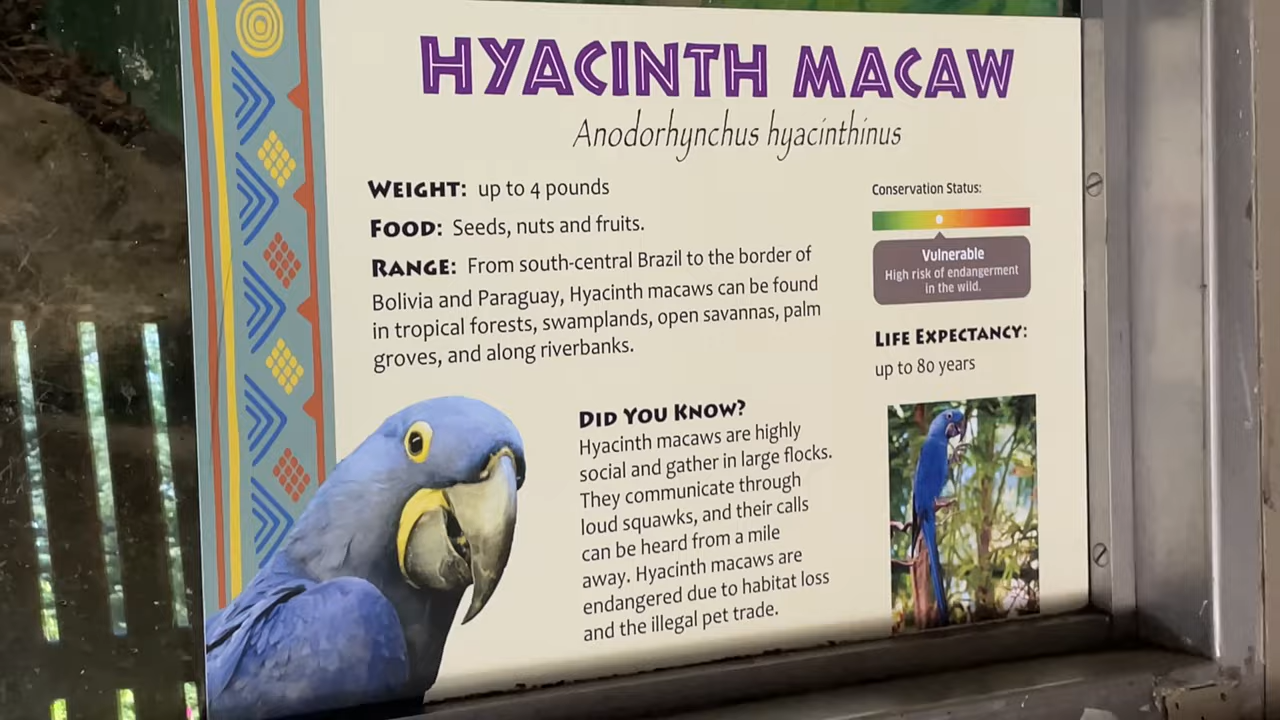 HYACINTH MACAW
Anodorhynchus hyacinthinus
WEIGHT: up to 4 pounds
FOOD: Seeds, nuts and fruits.
RANGE: From south-central Brazil to the border of
Bolivia and Paraguay, Hyacinth macaws can be found
in tropical forests, swamplands, open savannas, palm
groves, and along riverbanks.
Conservation Status:
Vulnerable
High risk of endangerment
in the wild.
LIFE EXPECTANCY:
up to 80 years
DID YOU KNOW?
Hyacinth macaws are highly
social and gather in large flocks.
They communicate through
loud squawks, and their calls
can be heard from a mile
away. Hyacinth macaws are
endangered due to habitat loss
and the illegal pet trade.